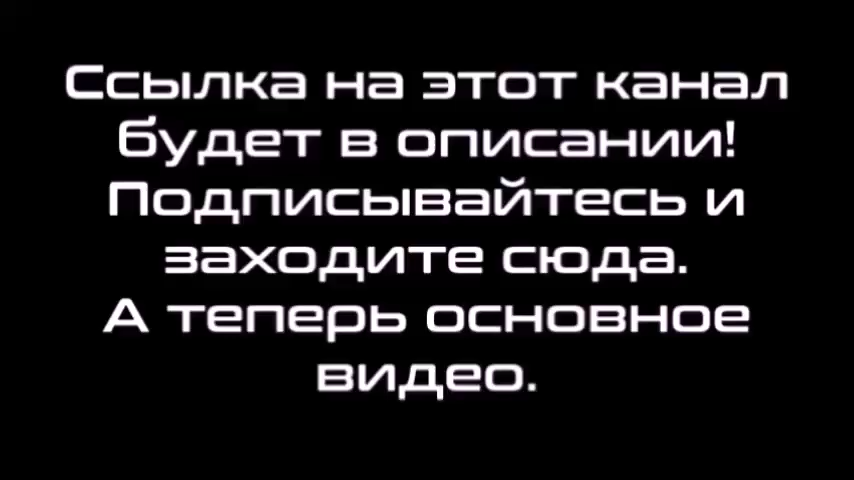 Ссылка на этот канал
будет в описании!
Подписывайтесь и
заходите сюда.
А теперь основное
видео.